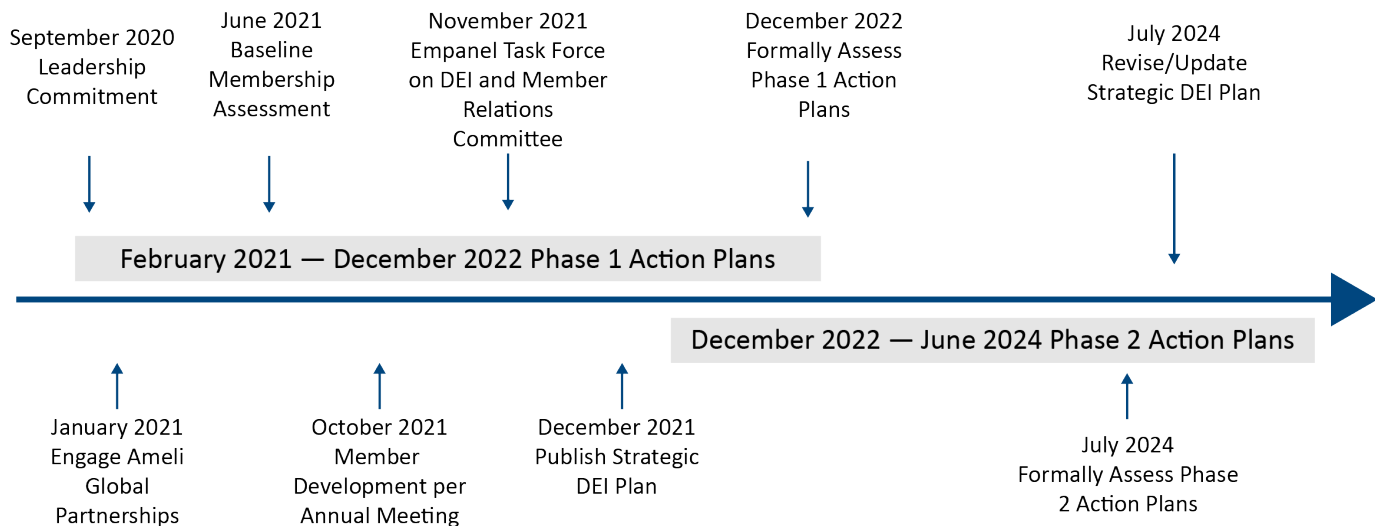 September 2020
Leadership
Commitment
June 2021
Baseline
Membership
Assessment
November 2021
Empanel Task Force
on DEI and Member
Relations
Committee
December 2022
Formally Assess
Phase 1 Action
Plans
July 2024
Revise/Update
Strategic DEI Plan
February 2021 — December 2022 Phase 1 Action Plans
December 2022 — June 2024 Phase 2 Action Plans
January 2021
Engage Ameli
Global
Partnerships
October 2021
Member
Development per
Annual Meeting
December 2021
Publish Strategic
DEI Plan
July 2024
Formally Assess Phase
2 Action Plans